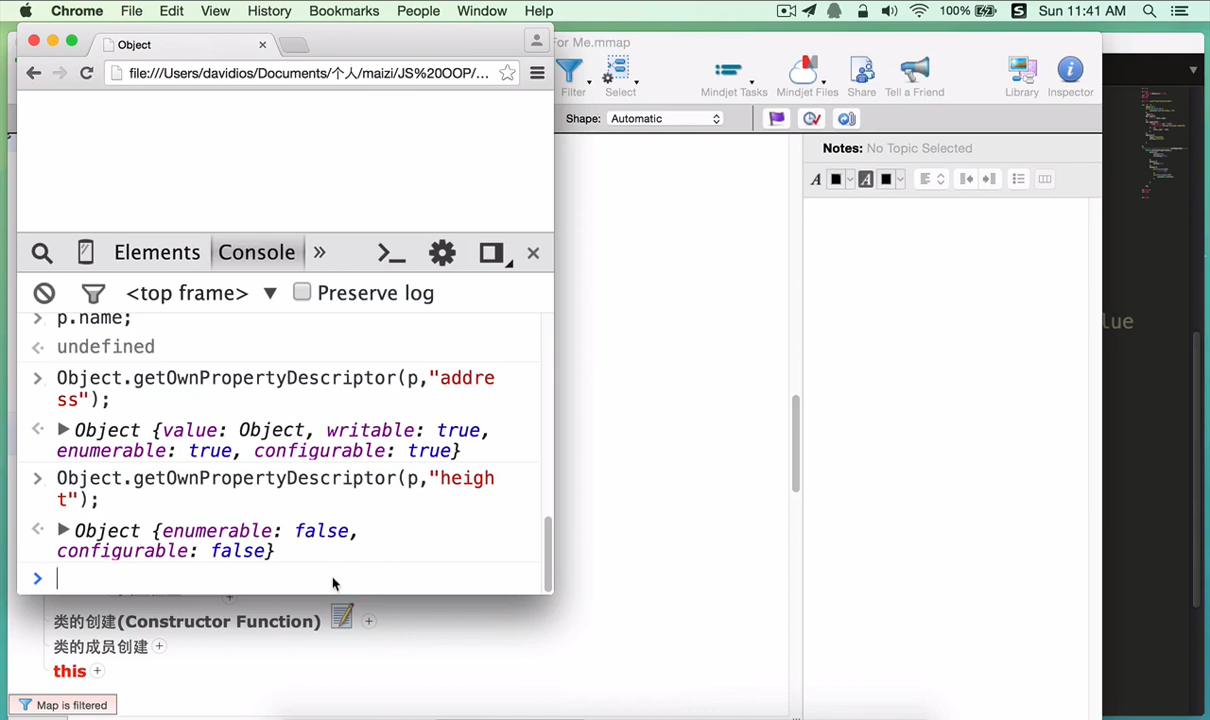 Chrome File Edit View History Bookmarks People Window Help 100% Sun 11:41 AM
Object
For Me.mmap
file:///Users/davidios/Documents/个人/maizi/JS%20OOP/...
Filter Select Mindjet Tasks Mindjet Files Share Tell a Friend Library Inspector
Shape: Automatic
Notes: No Topic Selected
Elements Console »
<top frame> ▼ Preserve log
> p.name;
undefined
> Object.getOwnPropertyDescriptor(p,"addre
ss");
Object {value: Object, writable: true,
enumerable: true, configurable: true}
> Object.getOwnPropertyDescriptor(p,"heigh
t");
Object {enumerable: false,
configurable: false}
>
lue
类的创建(Constructor Function)
类的成员创建
this
Map is filtered